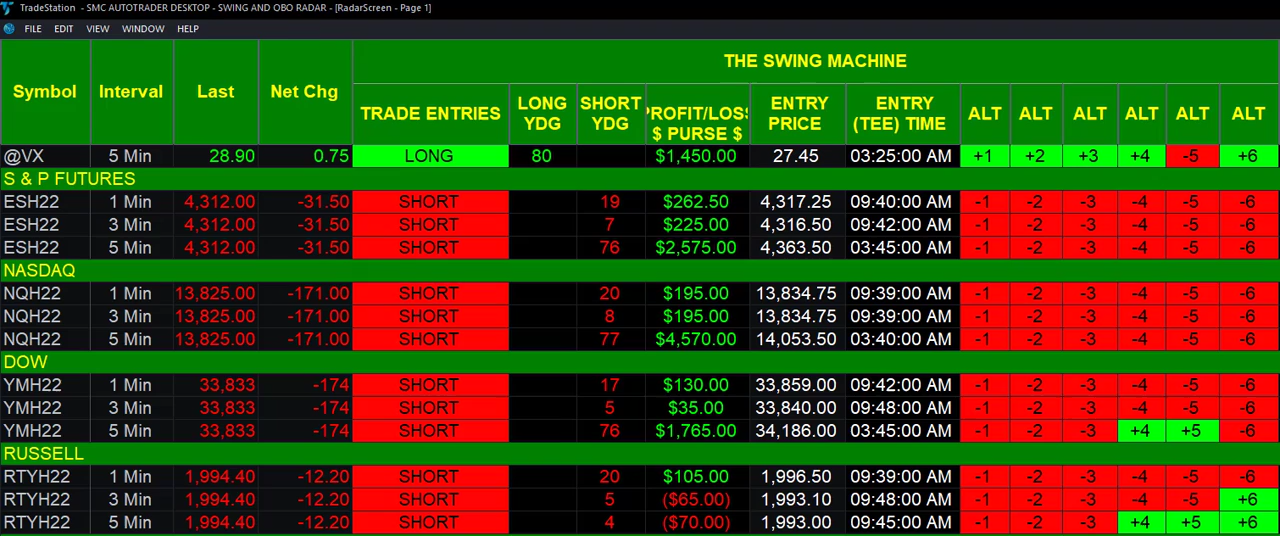 TradeStation - SMC AUTOTRADER DESKTOP - SWING AND OBO RADAR - [RadarScreen - Page 1]
FILE EDIT VIEW WINDOW HELP
THE SWING MACHINE
Symbol Interval Last Net Chg TRADE ENTRIES LONG YDG SHORT YDG PROFIT/LOSS $ PURSE $ ENTRY PRICE ENTRY (TEE) TIME ALT ALT ALT ALT ALT ALT
@VX 5 Min 28.90 0.75 LONG 80 $1,450.00 27.45 03:25:00 AM +1 +2 +3 +4 -5 +6
S & P FUTURES
ESH22 1 Min 4,312.00 -31.50 SHORT 19 $262.50 4,317.25 09:40:00 AM -1 -2 -3 -4 -5 -6
ESH22 3 Min 4,312.00 -31.50 SHORT 7 $225.00 4,316.50 09:42:00 AM -1 -2 -3 -4 -5 -6
ESH22 5 Min 4,312.00 -31.50 SHORT 76 $2,575.00 4,363.50 03:45:00 AM -1 -2 -3 -4 -5 -6
NASDAQ
NQH22 1 Min 13,825.00 -171.00 SHORT 20 $195.00 13,834.75 09:39:00 AM -1 -2 -3 -4 -5 -6
NQH22 3 Min 13,825.00 -171.00 SHORT 8 $195.00 13,834.75 09:39:00 AM -1 -2 -3 -4 -5 -6
NQH22 5 Min 13,825.00 -171.00 SHORT 77 $4,570.00 14,053.50 03:40:00 AM -1 -2 -3 -4 -5 -6
DOW
YMH22 1 Min 33,833 -174 SHORT 17 $130.00 33,859.00 09:42:00 AM -1 -2 -3 -4 -5 -6
YMH22 3 Min 33,833 -174 SHORT 5 $35.00 33,840.00 09:48:00 AM -1 -2 -3 -4 -5 -6
YMH22 5 Min 33,833 -174 SHORT 76 $1,765.00 34,186.00 03:45:00 AM -1 -2 -3 +4 +5 -6
RUSSELL
RTYH22 1 Min 1,994.40 -12.20 SHORT 20 $105.00 1,996.50 09:39:00 AM -1 -2 -3 -4 -5 -6
RTYH22 3 Min 1,994.40 -12.20 SHORT 5 ($65.00) 1,993.10 09:48:00 AM -1 -2 -3 -4 -5 +6
RTYH22 5 Min 1,994.40 -12.20 SHORT 4 ($70.00) 1,993.00 09:45:00 AM -1 -2 -3 +4 +5 +6